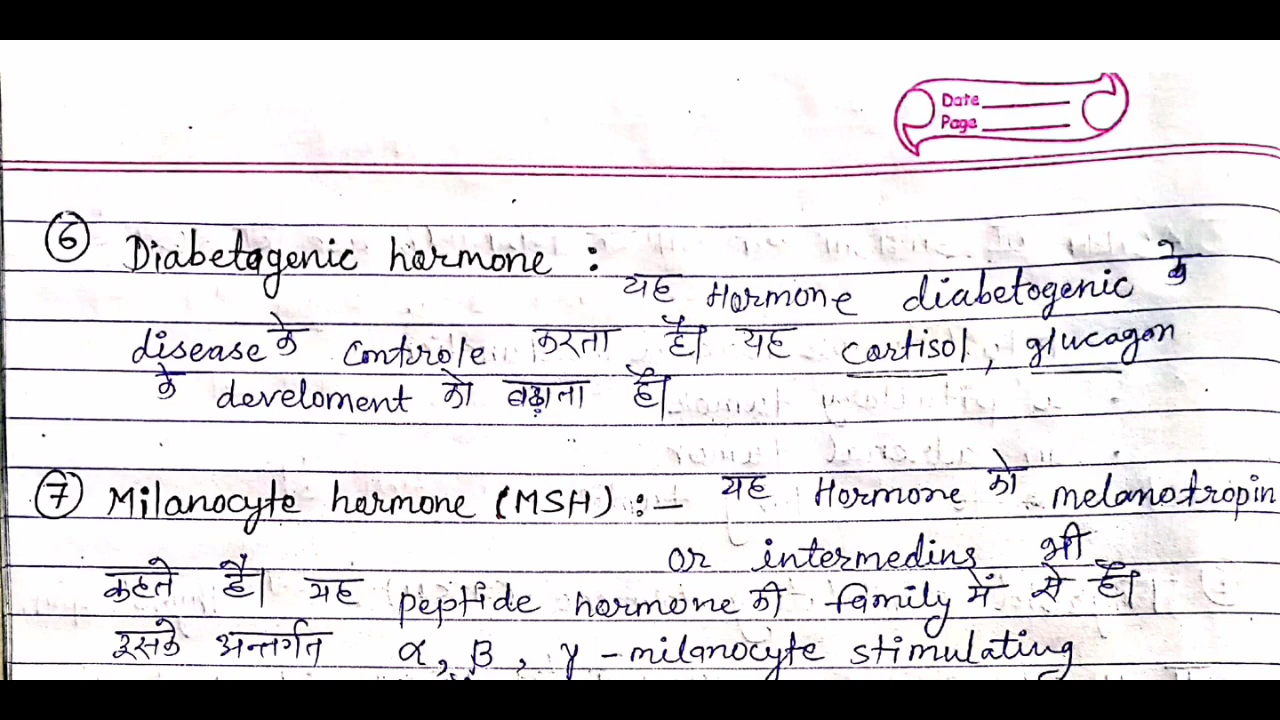 Date
Page
6 Diabetogenic hormone :
यह Hormone diabetogenic के
disease के controle करता है। यह cortisol, glucagon
के develoment को बढ़ाता है।
7 Milanocyte hormone (MSH) :- यह Hormone को melanotropin
or intermedins भी
कहते हैं। यह peptide hormone की family में से है।
इसके अन्तर्गत α, β, γ - milanocyte stimulating